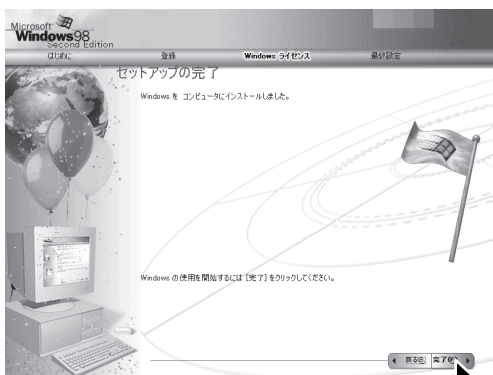 Microsoft
Windows98
Second Edition
はじめに 登録 Windows ライセンス 最終設定
セットアップの完了
Windows を コンピュータにインストールしました。
Windows の使用を開始するには [完了] をクリックしてください。
戻る(B) 完了(F)